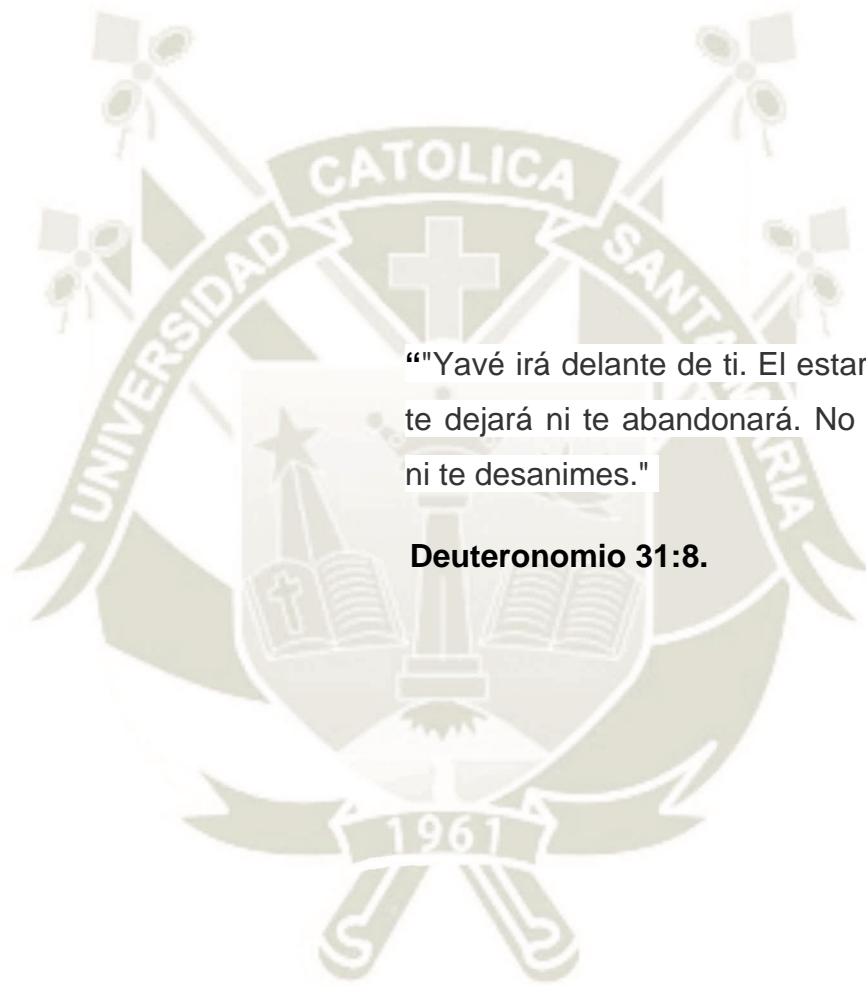 CATOLICA
UNIVERSIDAD
SANTA MARIA
“"Yavé irá delante de ti. El estar
te dejará ni te abandonará. No
ni te desanimes."
Deuteronomio 31:8.
1961